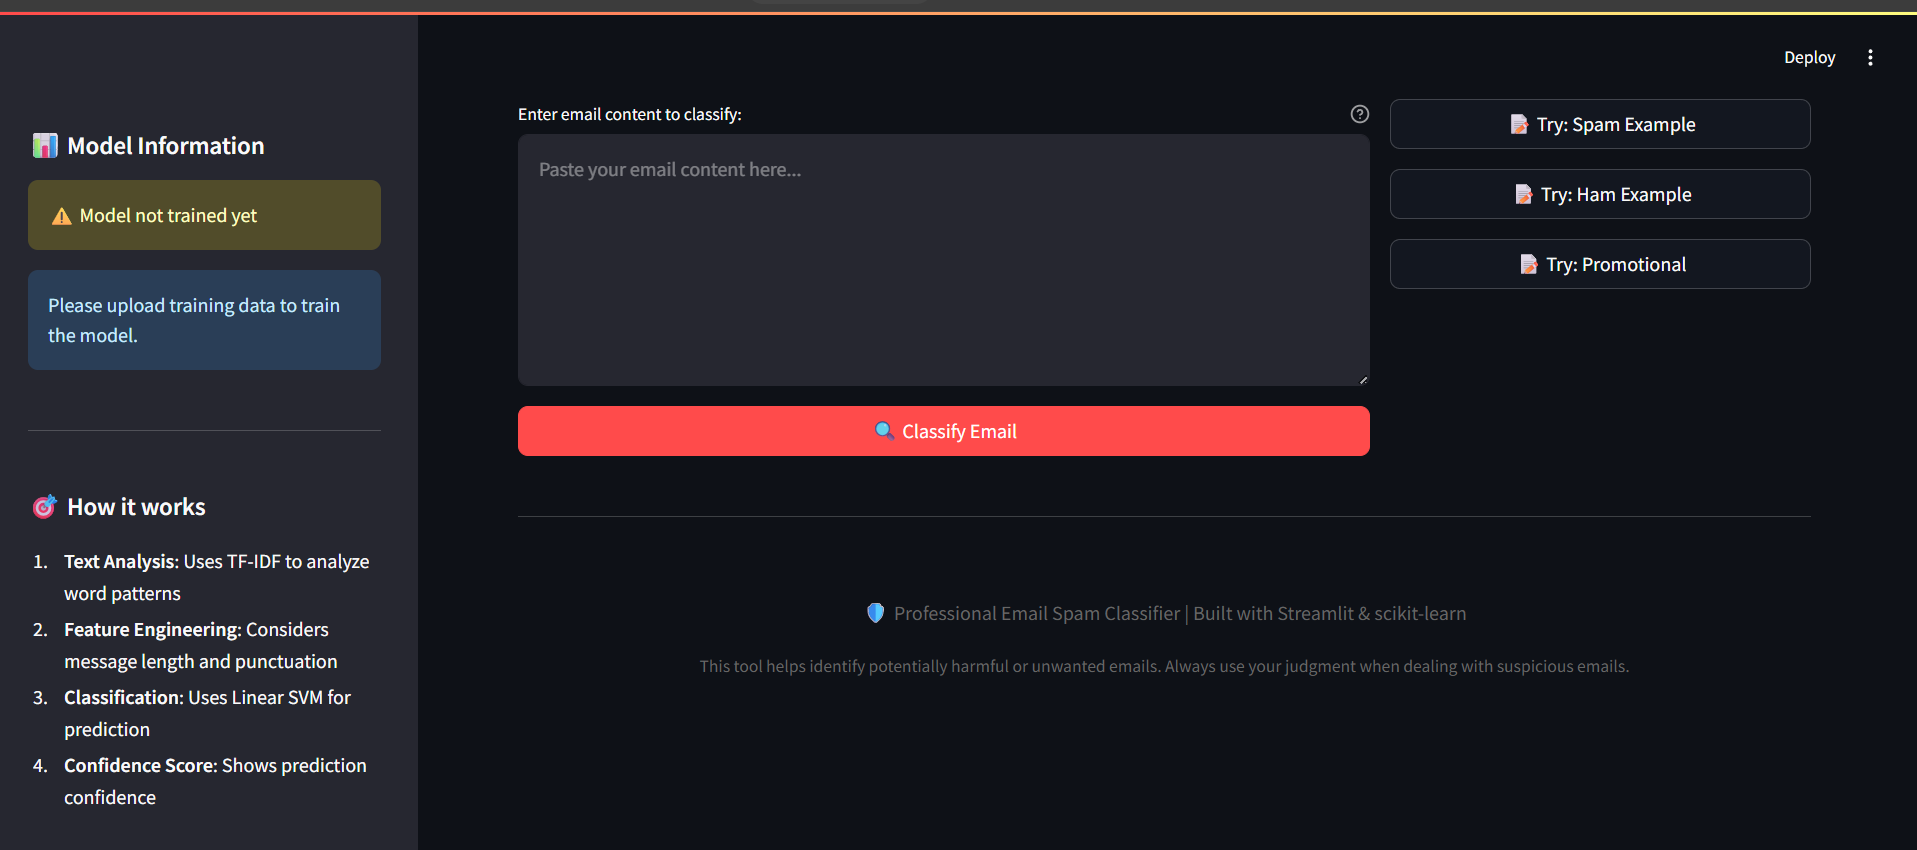 Deploy
📊 Model Information
⚠️ Model not trained yet
Please upload training data to train
the model.
🎯 How it works
1. Text Analysis: Uses TF-IDF to analyze
word patterns
2. Feature Engineering: Considers
message length and punctuation
3. Classification: Uses Linear SVM for
prediction
4. Confidence Score: Shows prediction
confidence
Enter email content to classify:
Paste your email content here...
🔍 Classify Email
📝 Try: Spam Example
📝 Try: Ham Example
📝 Try: Promotional
🛡️ Professional Email Spam Classifier | Built with Streamlit & scikit-learn
This tool helps identify potentially harmful or unwanted emails. Always use your judgment when dealing with suspicious emails.